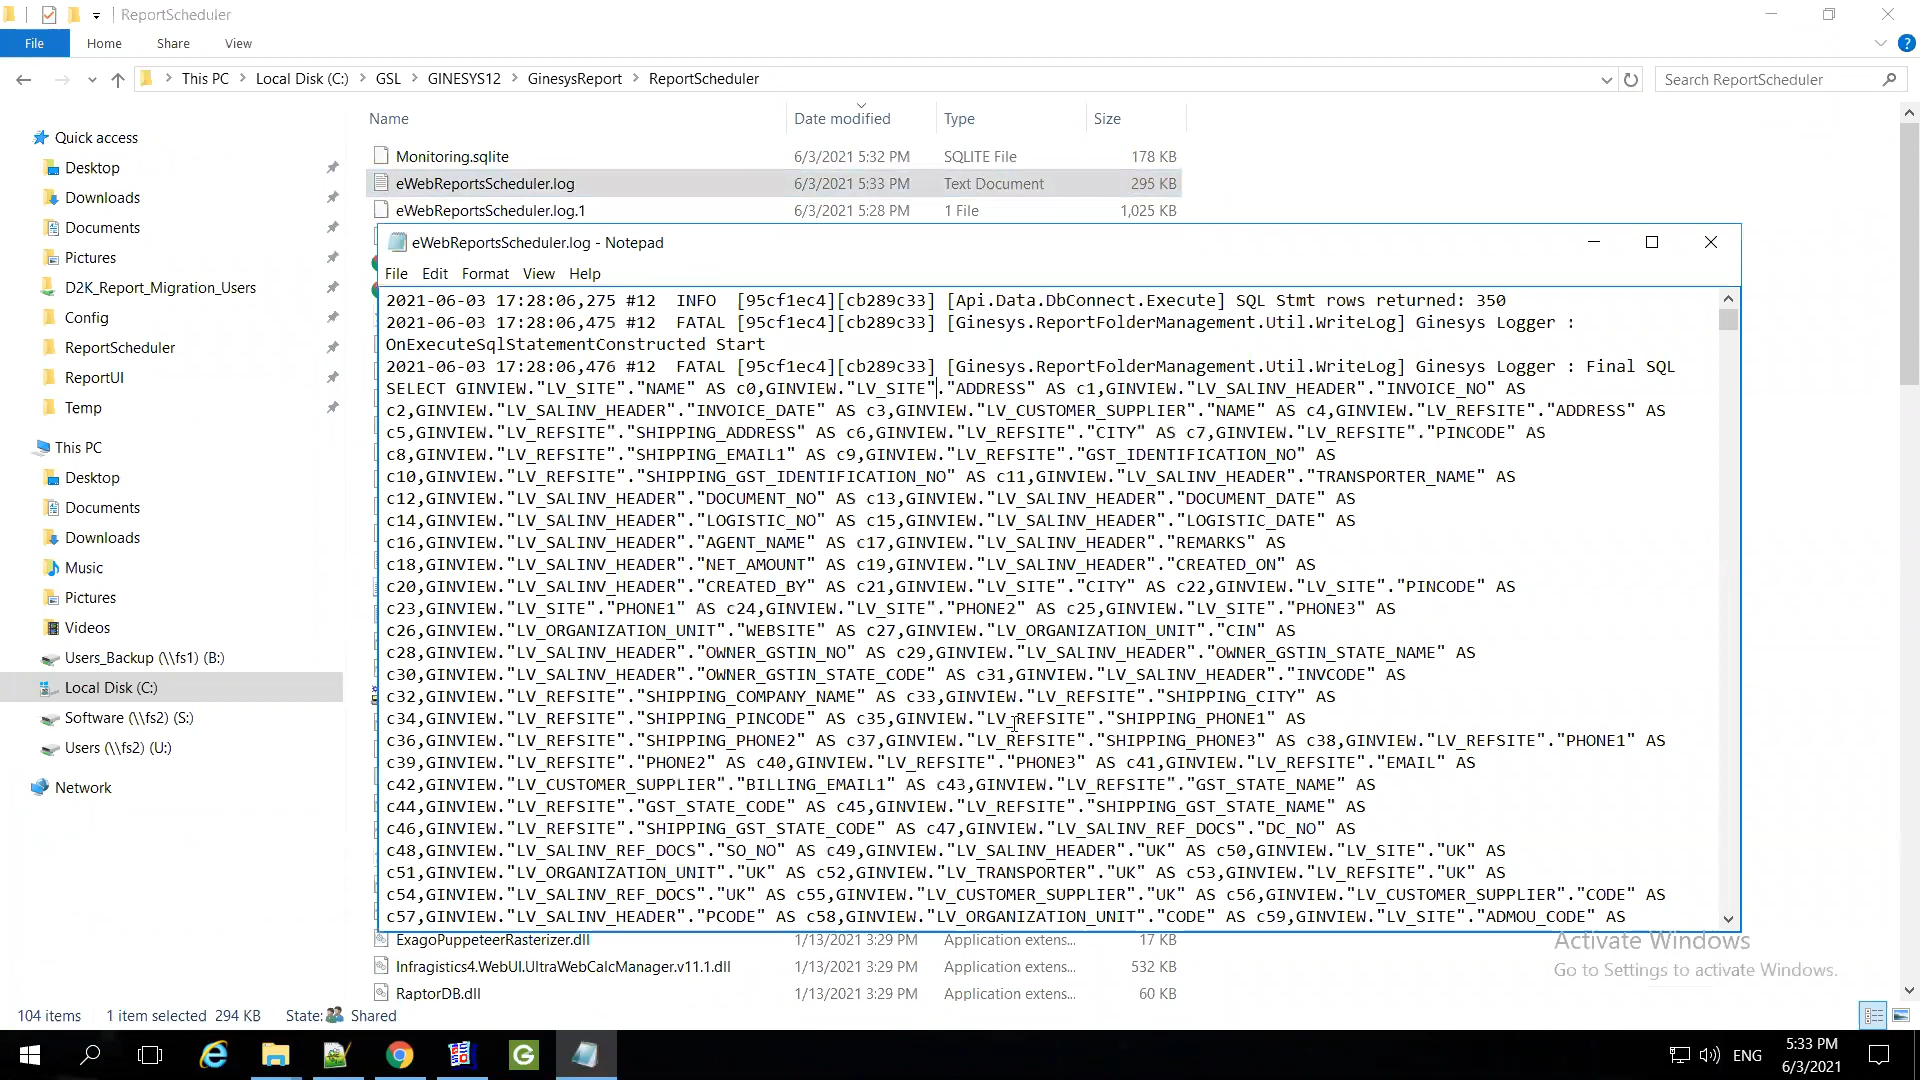 ReportScheduler
File Home Share View
This PC Local Disk (C:) GSL GINESYS12 GinesysReport ReportScheduler
Search ReportScheduler
Quick access
Desktop
Downloads
Documents
Pictures
D2K_Report_Migration_Users
Config
ReportScheduler
ReportUI
Temp
This PC
Desktop
Documents
Downloads
Music
Pictures
Videos
Users_Backup (\\fs1) (B:)
Local Disk (C:)
Software (\\fs2) (S:)
Users (\\fs2) (U:)
Network
Name Date modified Type Size
Monitoring.sqlite 6/3/2021 5:32 PM SQLITE File 178 KB
eWebReportsScheduler.log 6/3/2021 5:33 PM Text Document 295 KB
eWebReportsScheduler.log.1 6/3/2021 5:28 PM 1 File 1,025 KB
eWebReportsScheduler.log - Notepad
File Edit Format View Help
2021-06-03 17:28:06,275 #12 INFO [95cf1ec4][cb289c33] [Api.Data.DbConnect.Execute] SQL Stmt rows returned: 350
2021-06-03 17:28:06,475 #12 FATAL [95cf1ec4][cb289c33] [Ginesys.ReportFolderManagement.Util.WriteLog] Ginesys Logger :
OnExecuteSqlStatementConstructed Start
2021-06-03 17:28:06,476 #12 FATAL [95cf1ec4][cb289c33] [Ginesys.ReportFolderManagement.Util.WriteLog] Ginesys Logger : Final SQL
SELECT GINVIEW."LV_SITE"."NAME" AS c0,GINVIEW."LV_SITE"."ADDRESS" AS c1,GINVIEW."LV_SALINV_HEADER"."INVOICE_NO" AS
c2,GINVIEW."LV_SALINV_HEADER"."INVOICE_DATE" AS c3,GINVIEW."LV_CUSTOMER_SUPPLIER"."NAME" AS c4,GINVIEW."LV_REFSITE"."ADDRESS" AS
c5,GINVIEW."LV_REFSITE"."SHIPPING_ADDRESS" AS c6,GINVIEW."LV_REFSITE"."CITY" AS c7,GINVIEW."LV_REFSITE"."PINCODE" AS
c8,GINVIEW."LV_REFSITE"."SHIPPING_EMAIL1" AS c9,GINVIEW."LV_REFSITE"."GST_IDENTIFICATION_NO" AS
c10,GINVIEW."LV_REFSITE"."SHIPPING_GST_IDENTIFICATION_NO" AS c11,GINVIEW."LV_SALINV_HEADER"."TRANSPORTER_NAME" AS
c12,GINVIEW."LV_SALINV_HEADER"."DOCUMENT_NO" AS c13,GINVIEW."LV_SALINV_HEADER"."DOCUMENT_DATE" AS
c14,GINVIEW."LV_SALINV_HEADER"."LOGISTIC_NO" AS c15,GINVIEW."LV_SALINV_HEADER"."LOGISTIC_DATE" AS
c16,GINVIEW."LV_SALINV_HEADER"."AGENT_NAME" AS c17,GINVIEW."LV_SALINV_HEADER"."REMARKS" AS
c18,GINVIEW."LV_SALINV_HEADER"."NET_AMOUNT" AS c19,GINVIEW."LV_SALINV_HEADER"."CREATED_ON" AS
c20,GINVIEW."LV_SALINV_HEADER"."CREATED_BY" AS c21,GINVIEW."LV_SITE"."CITY" AS c22,GINVIEW."LV_SITE"."PINCODE" AS
c23,GINVIEW."LV_SITE"."PHONE1" AS c24,GINVIEW."LV_SITE"."PHONE2" AS c25,GINVIEW."LV_SITE"."PHONE3" AS
c26,GINVIEW."LV_ORGANIZATION_UNIT"."WEBSITE" AS c27,GINVIEW."LV_ORGANIZATION_UNIT"."CIN" AS
c28,GINVIEW."LV_SALINV_HEADER"."OWNER_GSTIN_NO" AS c29,GINVIEW."LV_SALINV_HEADER"."OWNER_GSTIN_STATE_NAME" AS
c30,GINVIEW."LV_SALINV_HEADER"."OWNER_GSTIN_STATE_CODE" AS c31,GINVIEW."LV_SALINV_HEADER"."INVCODE" AS
c32,GINVIEW."LV_REFSITE"."SHIPPING_COMPANY_NAME" AS c33,GINVIEW."LV_REFSITE"."SHIPPING_CITY" AS
c34,GINVIEW."LV_REFSITE"."SHIPPING_PINCODE" AS c35,GINVIEW."LV_REFSITE"."SHIPPING_PHONE1" AS
c36,GINVIEW."LV_REFSITE"."SHIPPING_PHONE2" AS c37,GINVIEW."LV_REFSITE"."SHIPPING_PHONE3" AS c38,GINVIEW."LV_REFSITE"."PHONE1" AS
c39,GINVIEW."LV_REFSITE"."PHONE2" AS c40,GINVIEW."LV_REFSITE"."PHONE3" AS c41,GINVIEW."LV_REFSITE"."EMAIL" AS
c42,GINVIEW."LV_CUSTOMER_SUPPLIER"."BILLING_EMAIL1" AS c43,GINVIEW."LV_REFSITE"."GST_STATE_NAME" AS
c44,GINVIEW."LV_REFSITE"."GST_STATE_CODE" AS c45,GINVIEW."LV_REFSITE"."SHIPPING_GST_STATE_NAME" AS
c46,GINVIEW."LV_REFSITE"."SHIPPING_GST_STATE_CODE" AS c47,GINVIEW."LV_SALINV_REF_DOCS"."DC_NO" AS
c48,GINVIEW."LV_SALINV_REF_DOCS"."SO_NO" AS c49,GINVIEW."LV_SALINV_HEADER"."UK" AS c50,GINVIEW."LV_SITE"."UK" AS
c51,GINVIEW."LV_ORGANIZATION_UNIT"."UK" AS c52,GINVIEW."LV_TRANSPORTER"."UK" AS c53,GINVIEW."LV_REFSITE"."UK" AS
c54,GINVIEW."LV_SALINV_REF_DOCS"."UK" AS c55,GINVIEW."LV_CUSTOMER_SUPPLIER"."UK" AS c56,GINVIEW."LV_CUSTOMER_SUPPLIER"."CODE" AS
c57,GINVIEW."LV_SALINV_HEADER"."PCODE" AS c58,GINVIEW."LV_ORGANIZATION_UNIT"."CODE" AS c59,GINVIEW."LV_SITE"."ADMOU_CODE" AS
ExagoPuppeteerRasterizer.dll 1/13/2021 3:29 PM Application extens... 17 KB
Infragistics4.WebUI.UltraWebCalcManager.v11.1.dll 1/13/2021 3:29 PM Application extens... 532 KB
RaptorDB.dll 1/13/2021 3:29 PM Application extens... 60 KB
Activate Windows
Go to Settings to activate Windows.
104 items 1 item selected 294 KB State: Shared
ENG
5:33 PM
6/3/2021